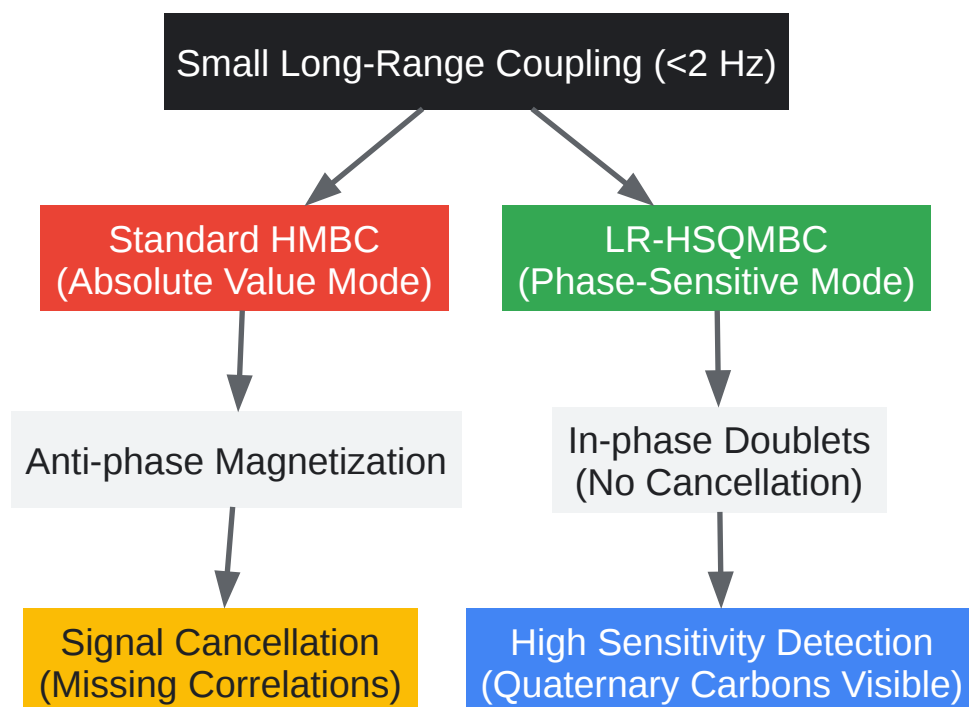 Small Long-Range Coupling (<2 Hz)
Standard HMBC
(Absolute Value Mode)
LR-HSQMBC
(Phase-Sensitive Mode)
Anti-phase Magnetization
In-phase Doublets
(No Cancellation)
Signal Cancellation
(Missing Correlations)
High Sensitivity Detection
(Quaternary Carbons Visible)